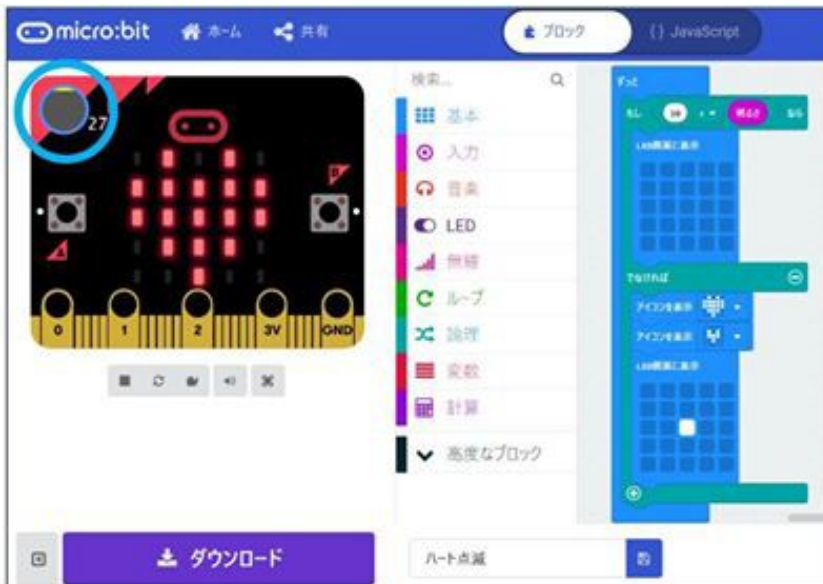 micro:bit
ホーム
共有
ブロック
{} JavaScript
27
B
A
0 1 2 3V GND
検索...
基本
入力
音楽
LED
無線
ループ
論理
変数
計算
高度なブロック
ずっと
もし
明るさ
なら
LED画面に表示
でなければ
アイコンを表示
アイコンを表示
LED画面に表示
ダウンロード
ハート点滅